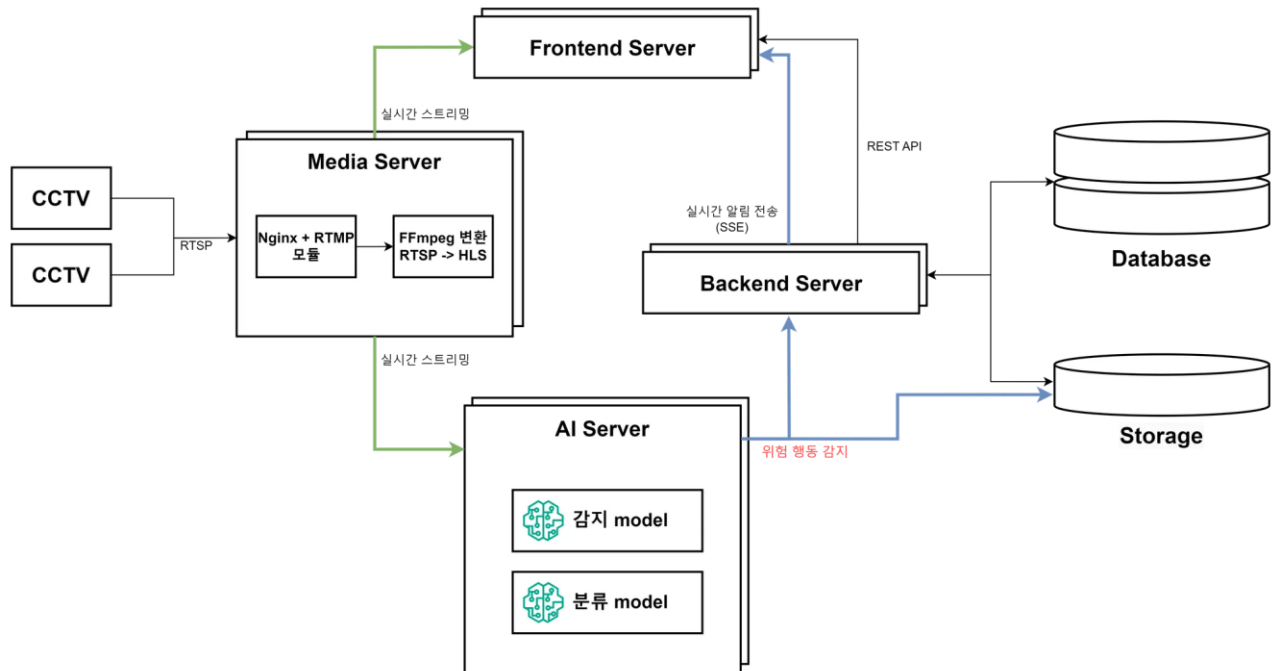 Frontend Server
실시간 스트리밍
Media Server
CCTV
CCTV
RTSP
Nginx + RTMP
모듈
FFmpeg 변환
RTSP -> HLS
실시간 알림 전송
(SSE)
REST API
Backend Server
Database
실시간 스트리밍
AI Server
위험 행동 감지
Storage
감지 model
분류 model